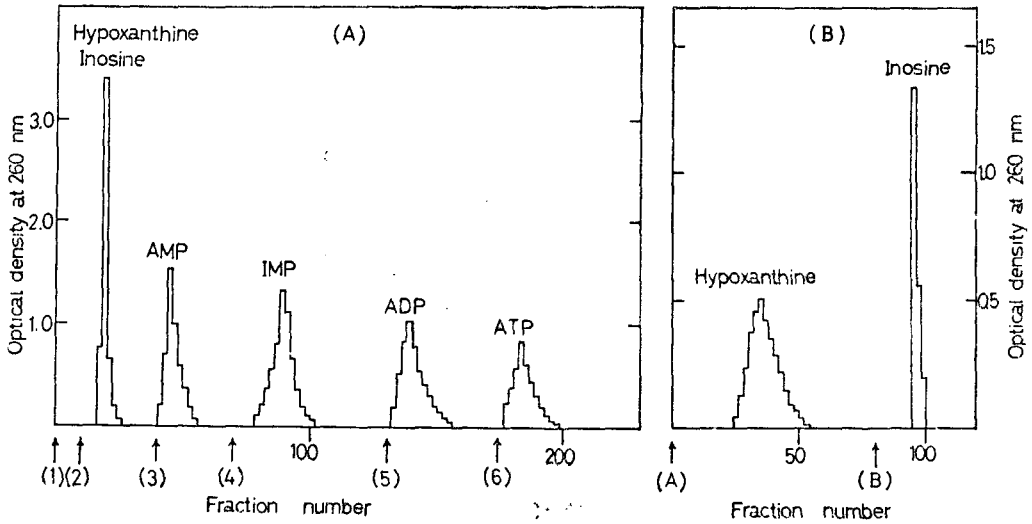 (A)
Hypoxanthine
Inosine
AMP
IMP
ADP
ATP
Optical density at 260 nm
3.0
2.0
1.0
100
200
(1)(2)
(3)
(4)
(5)
(6)
Fraction number
(B)
Inosine
Hypoxanthine
1.5
1.0
0.5
Optical density at 260 nm
50
100
(A)
(B)
Fraction number